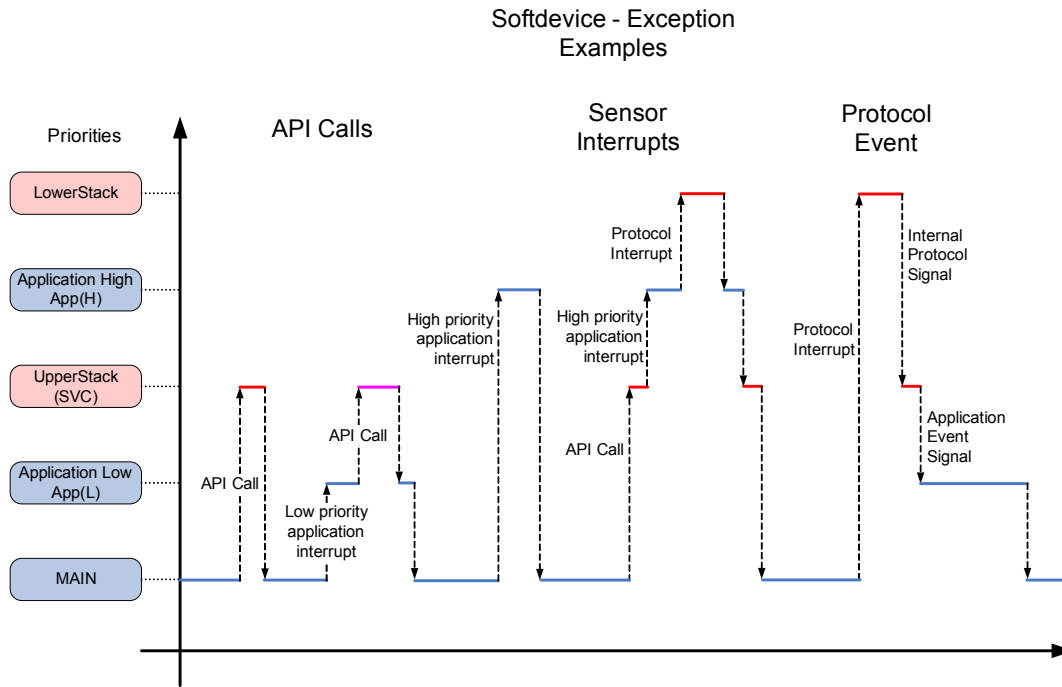 Softdevice - Exception
Examples
Priorities
API Calls
Sensor
Interrupts
Protocol
Event
LowerStack
Application High
App(H)
UpperStack
(SVC)
Application Low
App(L)
MAIN
API Call
Low priority
application
interrupt
API Call
High priority
application
interrupt
API Call
High priority
application
interrupt
Protocol
Interrupt
Protocol
Interrupt
Internal
Protocol
Signal
Application
Event
Signal